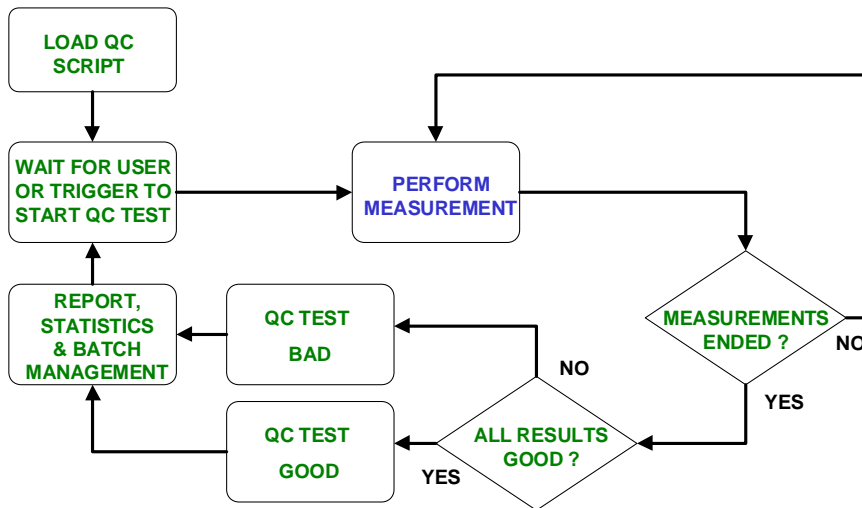 LOAD QC
SCRIPT
WAIT FOR USER
OR TRIGGER TO
START QC TEST
PERFORM
MEASUREMENT
MEASUREMENTS
ENDED ?
NO
YES
ALL RESULTS
GOOD ?
NO
YES
QC TEST
BAD
QC TEST
GOOD
REPORT,
STATISTICS
& BATCH
MANAGEMENT